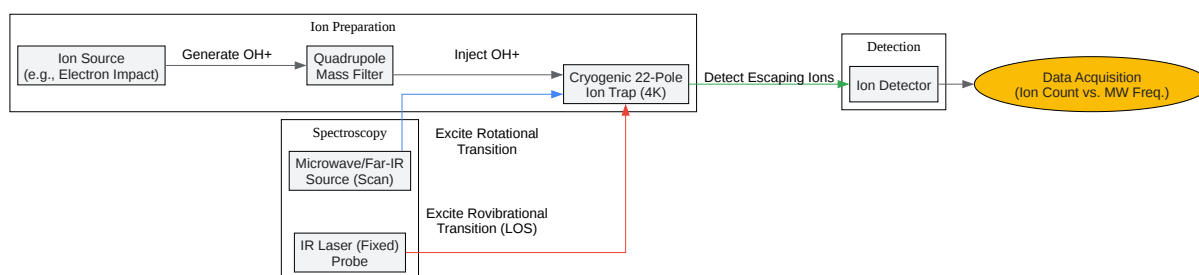 Ion Preparation
Ion Source
(e.g., Electron Impact)
Generate OH+
Quadrupole
Mass Filter
Inject OH+
Cryogenic 22-Pole
Ion Trap (4K)
Detect Escaping Ions
Detection
Ion Detector
Data Acquisition
(Ion Count vs. MW Freq.)
Spectroscopy
Microwave/Far-IR
Source (Scan)
Excite Rotational
Transition
IR Laser (Fixed)
Probe
Excite Rovibrational
Transition (LOS)